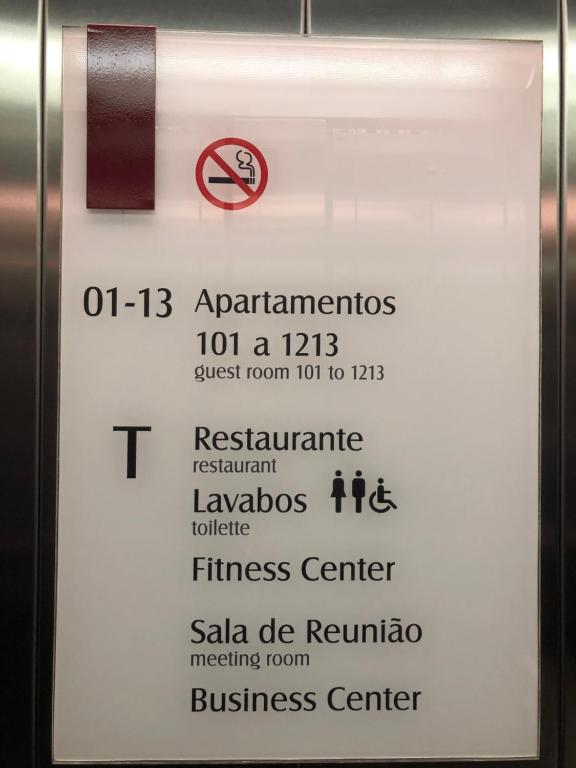 01-13 Apartamentos
101 a 1213
guest room 101 to 1213
T Restaurante
restaurant
Lavabos
toilette
Fitness Center
Sala de Reunião
meeting room
Business Center